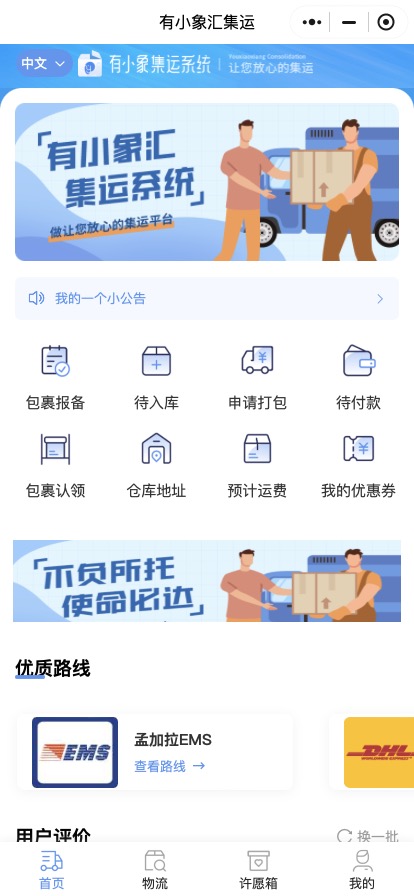 有小象汇集运
中文
有小象集运系统
Youxiaoxiang Consolidation
让您放心的集运
有小象汇
集运系统
做让您放心的集运平台
我的一个小公告
包裹报备
待入库
申请打包
待付款
包裹认领
仓库地址
预计运费
我的优惠券
不负所托
使命必达
优质路线
EMS
孟加拉EMS
查看路线 →
DHL
用户评价
换一批
首页
物流
许愿箱
我的